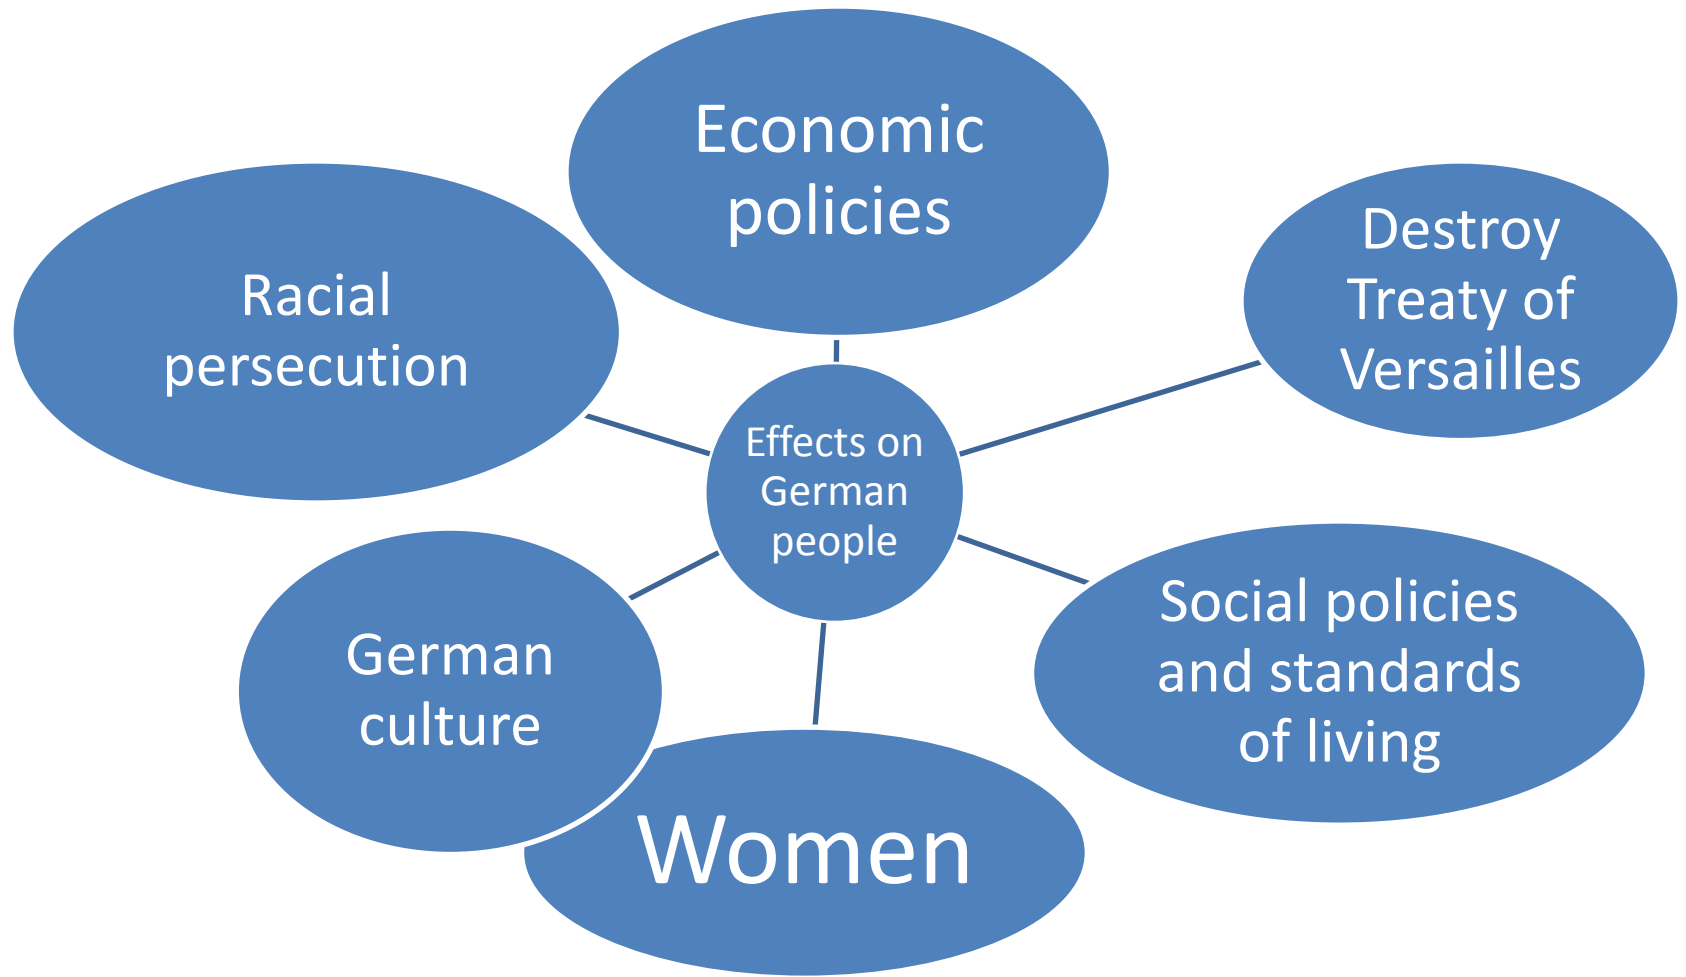 Economic
policies
Destroy
Treaty of
Versailles
Racial
persecution
Effects on
German
people
Social policies
and standards
of living
German
culture
Women